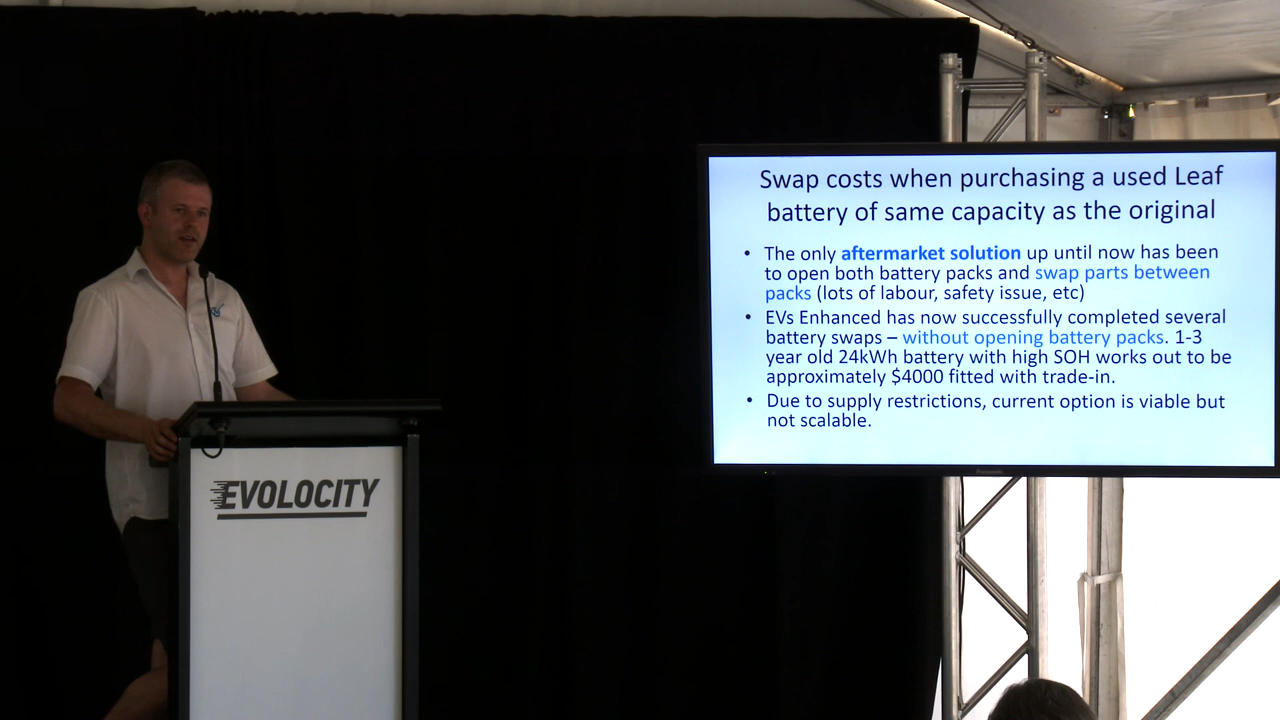 Swap costs when purchasing a used Leaf
battery of same capacity as the original
• The only aftermarket solution up until now has been
to open both battery packs and swap parts between
packs (lots of labour, safety issue, etc)
• EVs Enhanced has now successfully completed several
battery swaps – without opening battery packs. 1-3
year old 24kWh battery with high SOH works out to be
approximately $4000 fitted with trade-in.
• Due to supply restrictions, current option is viable but
not scalable.
Panasonic
EVOLOCITY